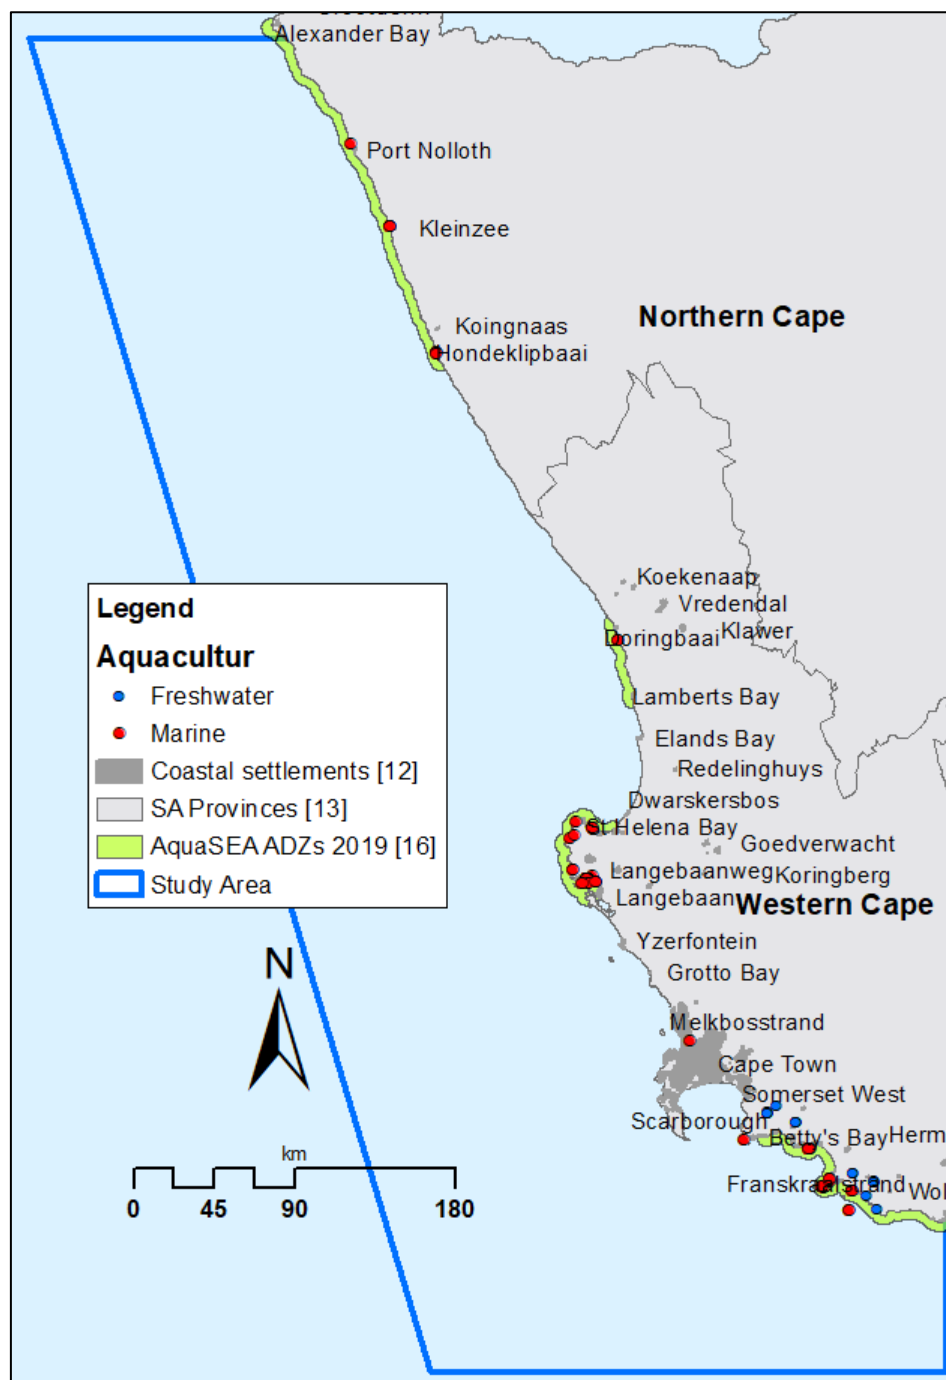 Alexander Bay
Port Nolloth
Kleinzee
Koingnaas
Northern Cape
Hondeklipbaai
Koekenaap
Vredendal
Doringbaai
Klawer
Lamberts Bay
Elands Bay
Redelinghuys
Dwarskersbos
St Helena Bay
Goedverwacht
Langebaanweg
Koringberg
Langebaan
Western Cape
Yzerfontein
Grotto Bay
Melkbosstrand
Cape Town
Somerset West
Scarborough
Betty's Bay
Herm
Franskraalstrand
Wol
Legend
Aquacultur
Freshwater
Marine
Coastal settlements [12]
SA Provinces [13]
AquaSEA ADZs 2019 [16]
Study Area
N
km
0 45 90 180